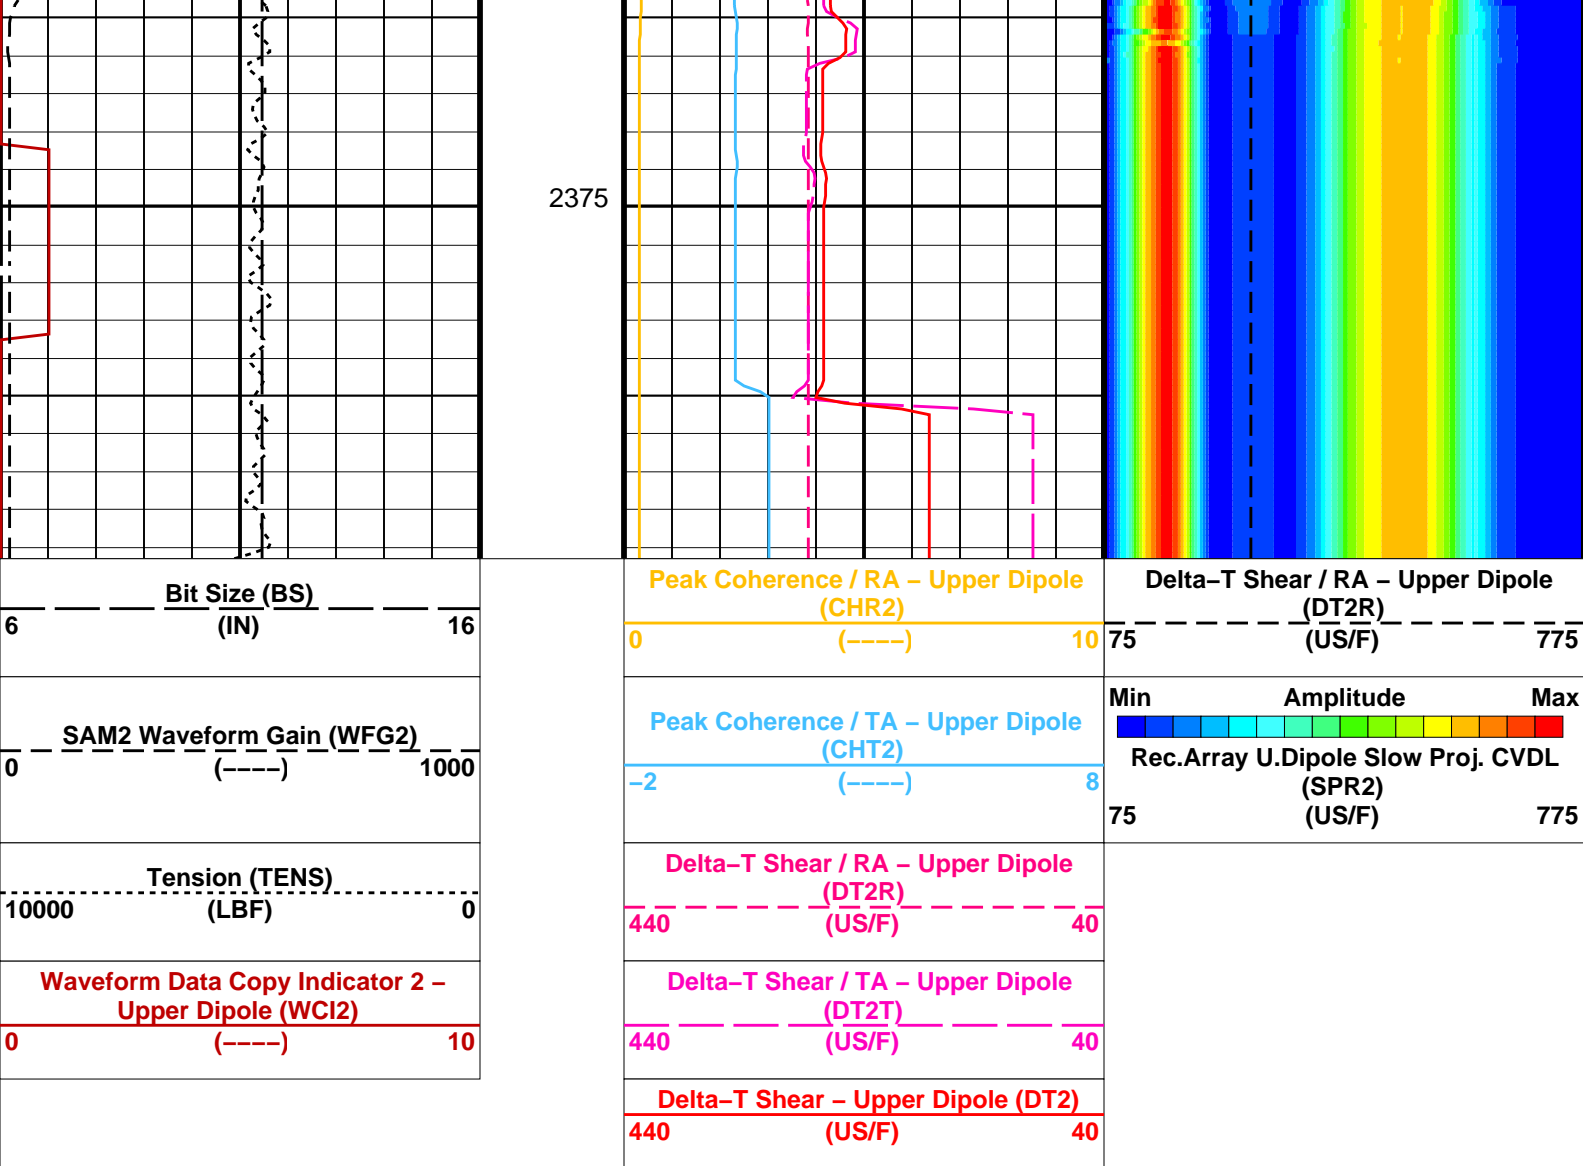 2375
Bit Size (BS)
6 (IN) 16
SAM2 Waveform Gain (WFG2)
0 (––––) 1000
Tension (TENS)
10000 (LBF) 0
Waveform Data Copy Indicator 2 –
Upper Dipole (WCI2)
0 (––––) 10
Peak Coherence / RA – Upper Dipole
(CHR2)
0 (––––) 10
Peak Coherence / TA – Upper Dipole
(CHT2)
–2 (––––) 8
Delta–T Shear / RA – Upper Dipole
(DT2R)
440 (US/F) 40
Delta–T Shear / TA – Upper Dipole
(DT2T)
440 (US/F) 40
Delta–T Shear – Upper Dipole (DT2)
440 (US/F) 40
Delta–T Shear / RA – Upper Dipole
(DT2R)
75 (US/F) 775
Min Amplitude Max
Rec.Array U.Dipole Slow Proj. CVDL
(SPR2)
75 (US/F) 775